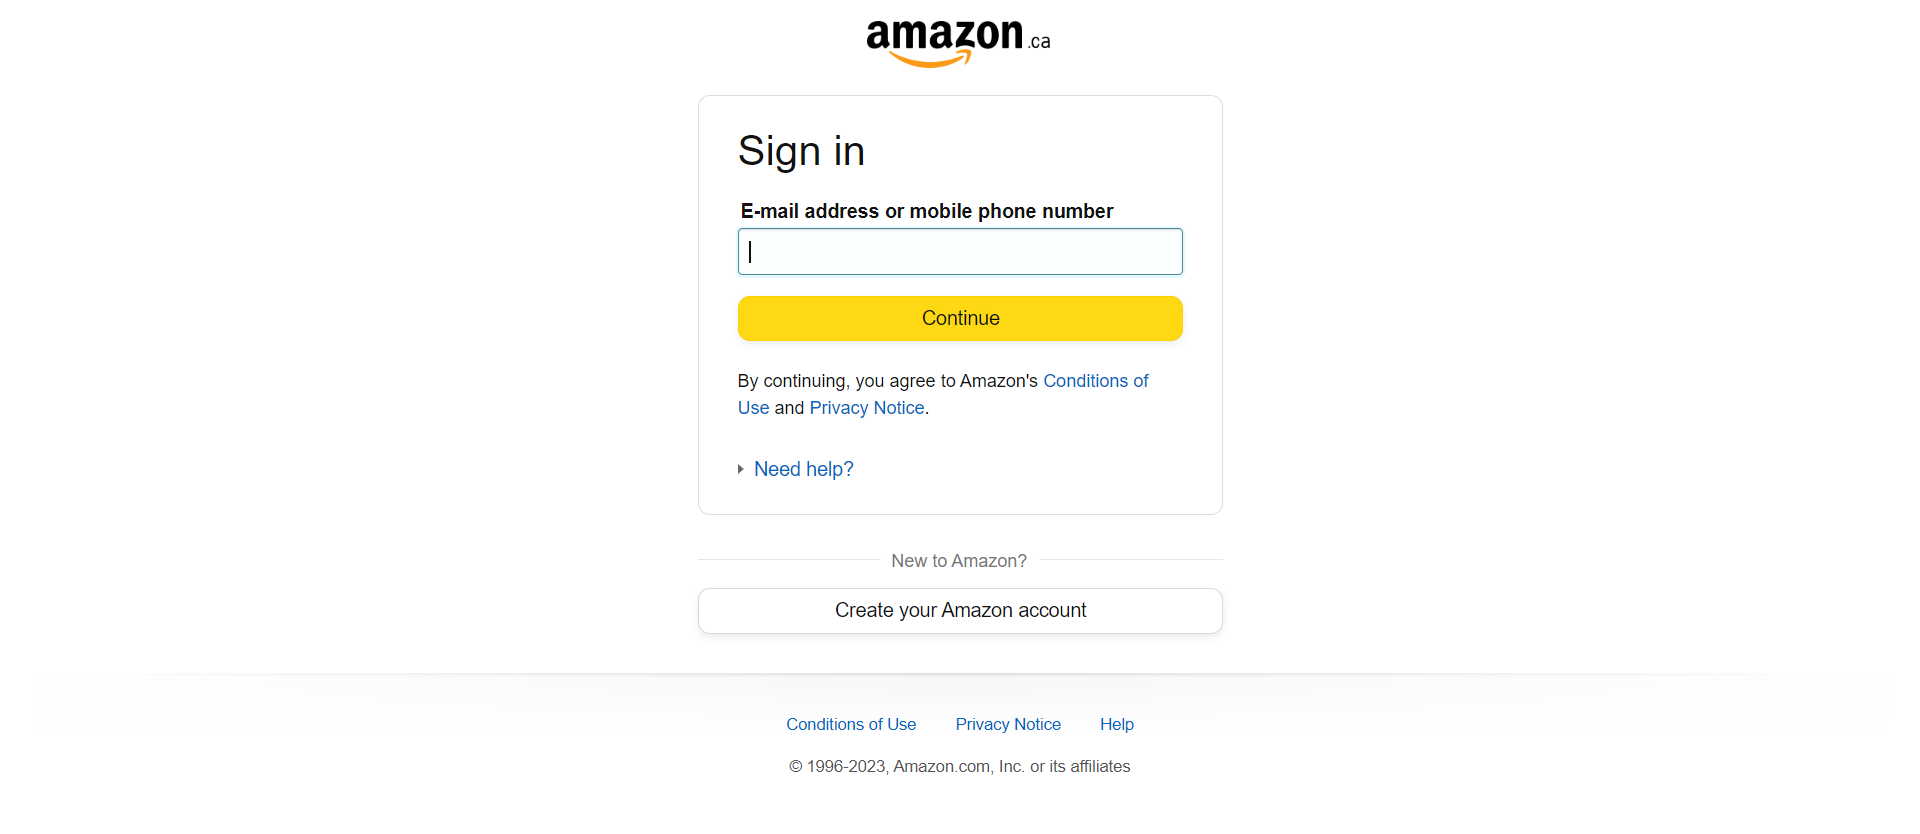 amazon.ca
Sign in
E-mail address or mobile phone number
Continue
By continuing, you agree to Amazon's Conditions of
Use and Privacy Notice.
Need help?
New to Amazon?
Create your Amazon account
Conditions of Use Privacy Notice Help
© 1996-2023, Amazon.com, Inc. or its affiliates